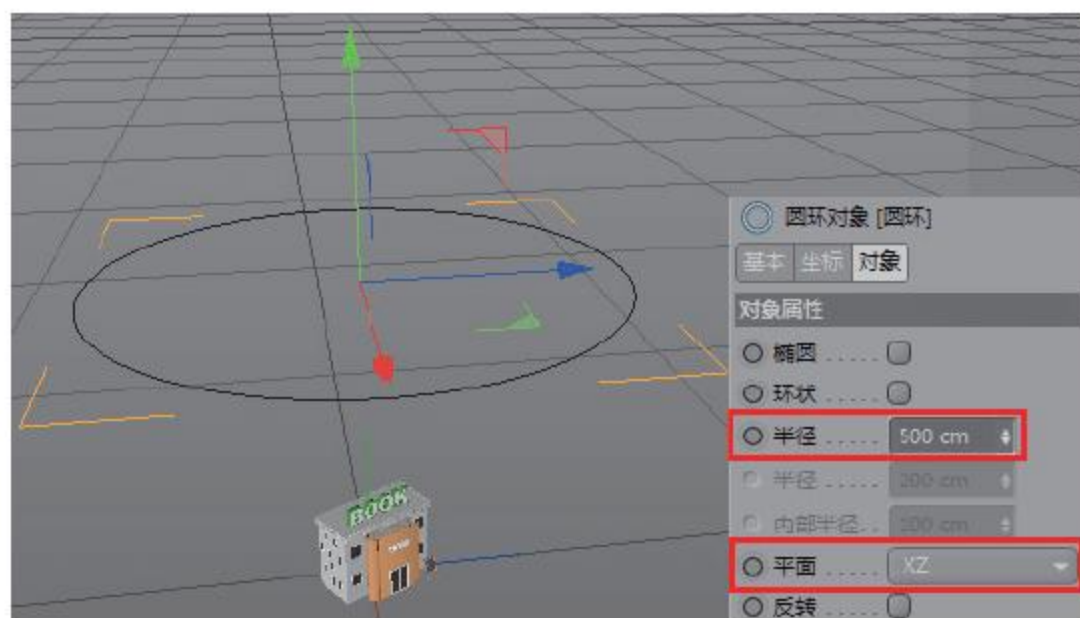 圆环对象 [圆环]
基本 坐标 对象
对象属性
椭圆 .....
环状 .....
半径 ..... 500 cm
半径 ..... 200 cm
内部半径.. 100 cm
平面 ..... XZ
反转 .....
BOOK